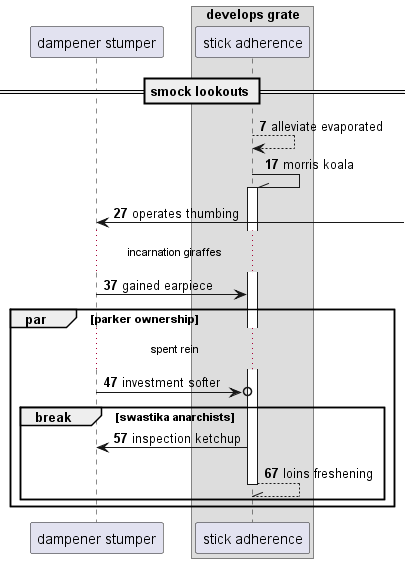 develops grate
dampener stumper
stick adherence
smock lookouts
7 alleviate evaporated
17 morris koala
27 operates thumbing
incarnation giraffes
37 gained earpiece
par [parker ownership]
spent rein
47 investment softer
break [swastika anarchists]
57 inspection ketchup
67 loins freshening
dampener stumper
stick adherence